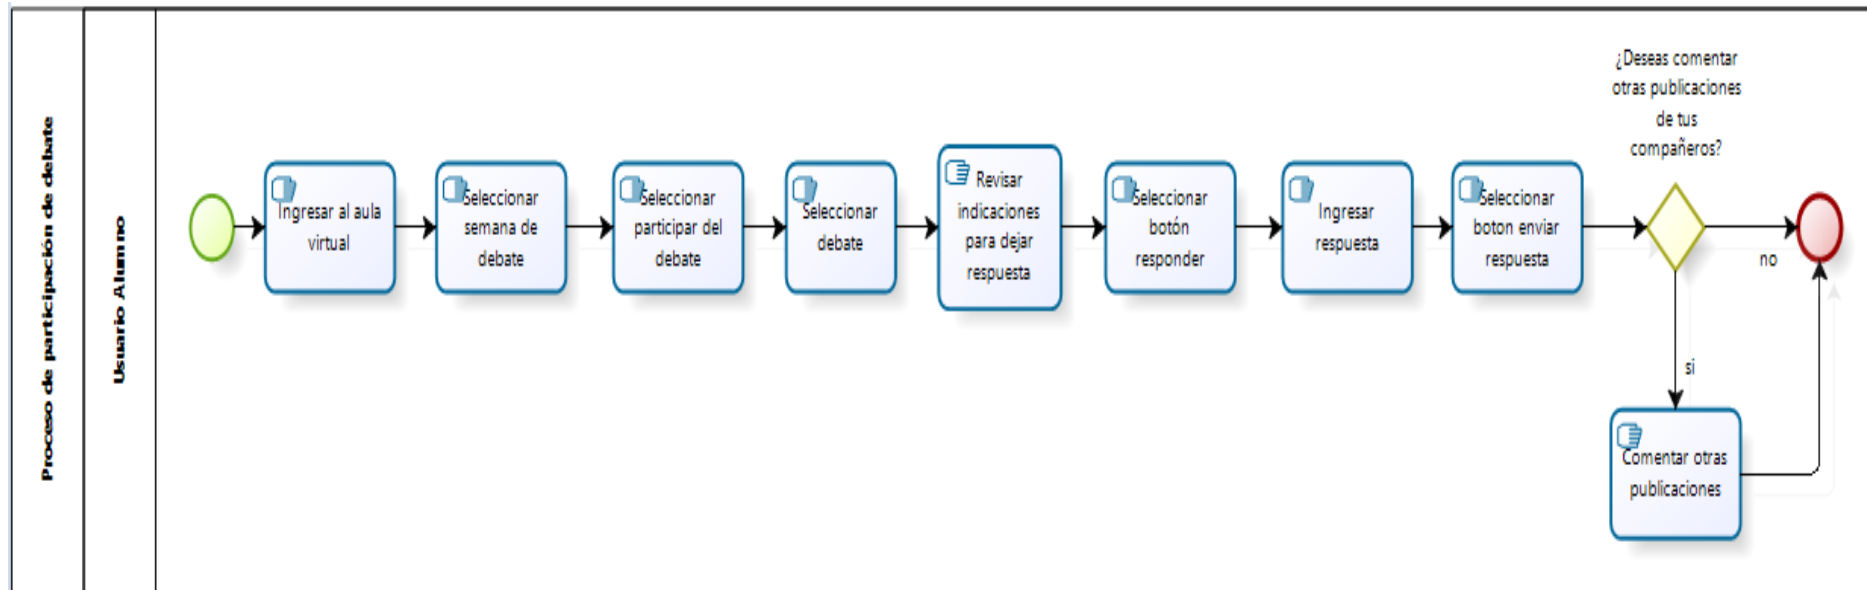 Proceso de participación de debate
Usuario Alumno
Ingresar al aula
virtual
Seleccionar
semana de
debate
Seleccionar
participar del
debate
Seleccionar
debate
Revisar
indicaciones
para dejar
respuesta
Seleccionar
botón
responder
Ingresar
respuesta
Seleccionar
boton enviar
respuesta
¿Deseas comentar
otras publicaciones
de tus
compañeros?
no
si
Comentar otras
publicaciones